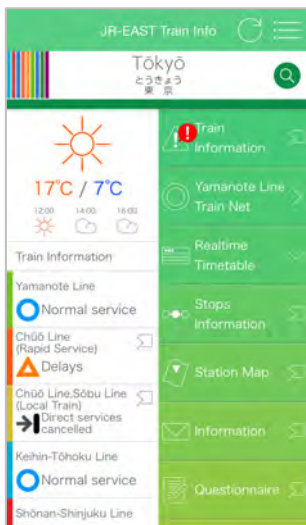 JR-EAST Train Info
Tōkyō
とうきょう
東 京
17℃ / 7℃
12:00 14:00 16:00
Train Information
Yamanote Line
Normal service
Chūō Line
(Rapid Service)
Delays
Chūō Line,Sōbu Line
(Local Train)
Direct services
cancelled
Keihin-Tōhoku Line
Normal service
Shōnan-Shinjuku Line
Train
Information
Yamanote Line
Train Net
Realtime
Timetable
Stops
Information
Station Map
Information
Questionnaire